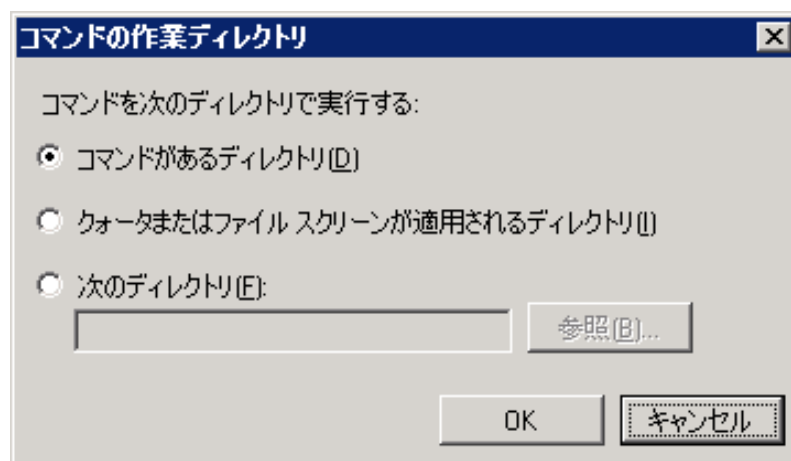 コマンドの作業ディレクトリ
コマンドを次のディレクトリで実行する:
コマンドがあるディレクトリ(D)
クォータまたはファイル スクリーンが適用されるディレクトリ(I)
次のディレクトリ(F):
参照(B)...
OK キャンセル